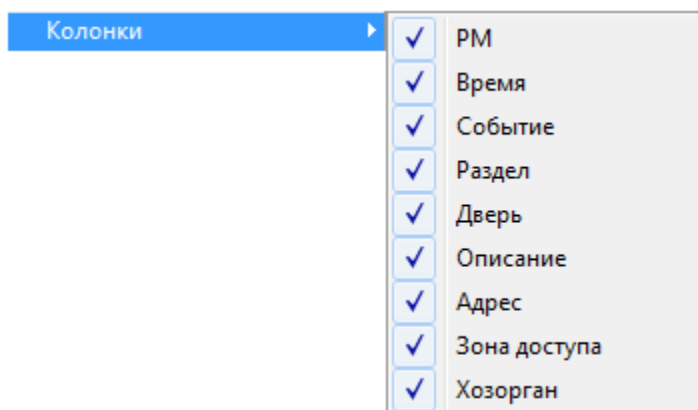 Колонки
РМ
Время
Событие
Раздел
Дверь
Описание
Адрес
Зона доступа
Хозорган